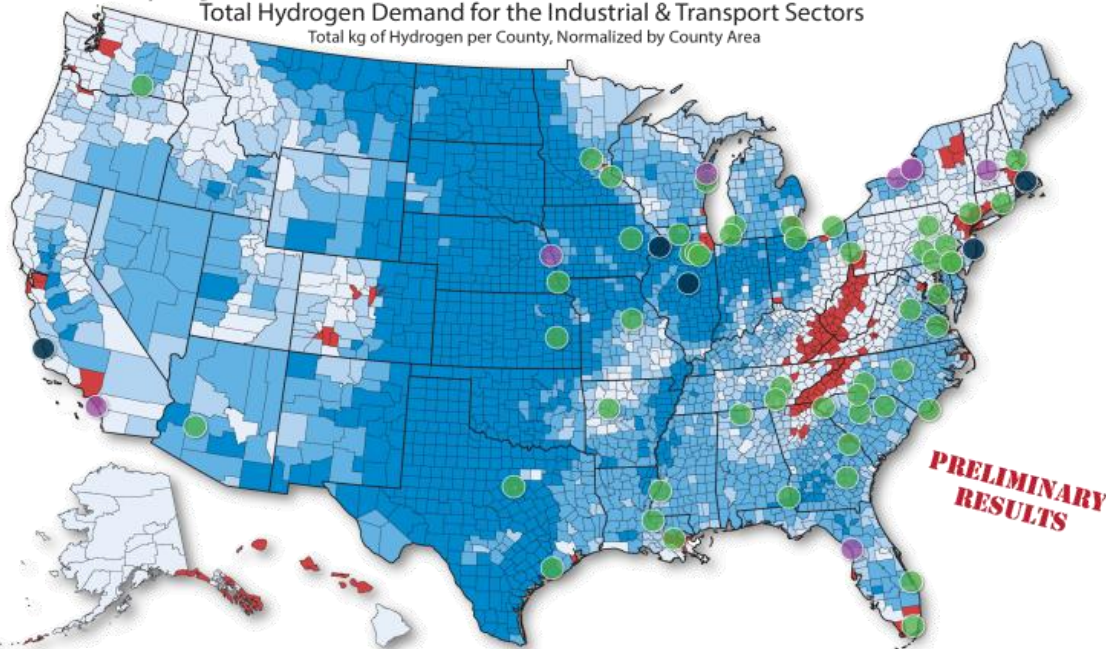 Total Hydrogen Demand for the Industrial & Transport Sectors
Total kg of Hydrogen per County, Normalized by County Area
PRELIMINARY
RESULTS